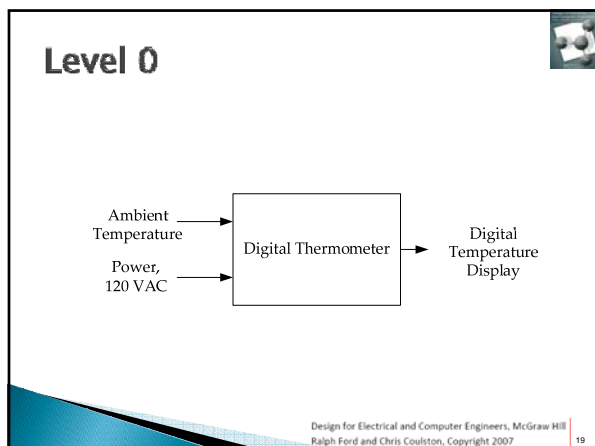 Level 0
Ambient
Temperature
Power,
120 VAC
Digital Thermometer
Digital
Temperature
Display
Design for Electrical and Computer Engineers, McGraw Hill
Ralph Ford and Chris Coulston, Copyright 2007
19